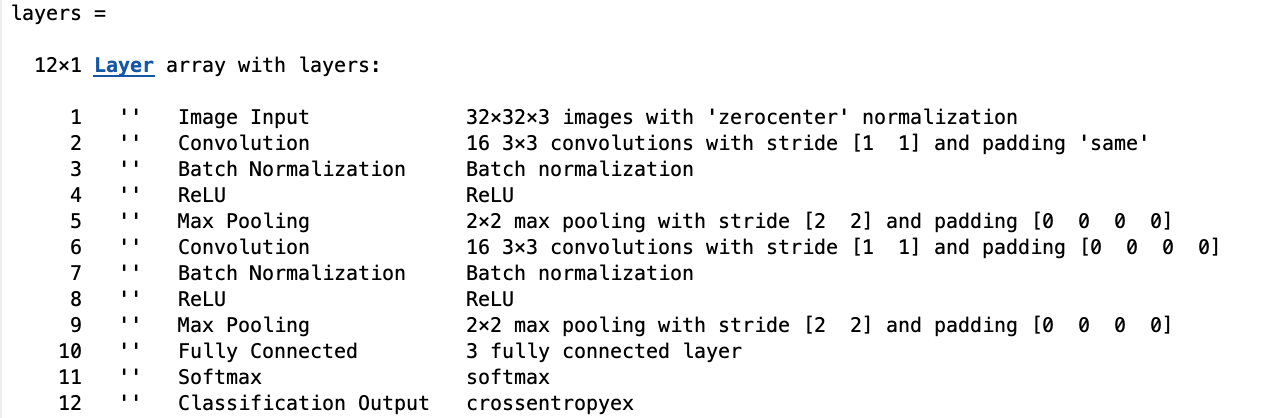 layers =
12×1 Layer array with layers:
1 '' Image Input 32×32×3 images with 'zerocenter' normalization
2 '' Convolution 16 3×3 convolutions with stride [1 1] and padding 'same'
3 '' Batch Normalization Batch normalization
4 '' ReLU ReLU
5 '' Max Pooling 2×2 max pooling with stride [2 2] and padding [0 0 0 0]
6 '' Convolution 16 3×3 convolutions with stride [1 1] and padding [0 0 0 0]
7 '' Batch Normalization Batch normalization
8 '' ReLU ReLU
9 '' Max Pooling 2×2 max pooling with stride [2 2] and padding [0 0 0 0]
10 '' Fully Connected 3 fully connected layer
11 '' Softmax softmax
12 '' Classification Output crossentropyex